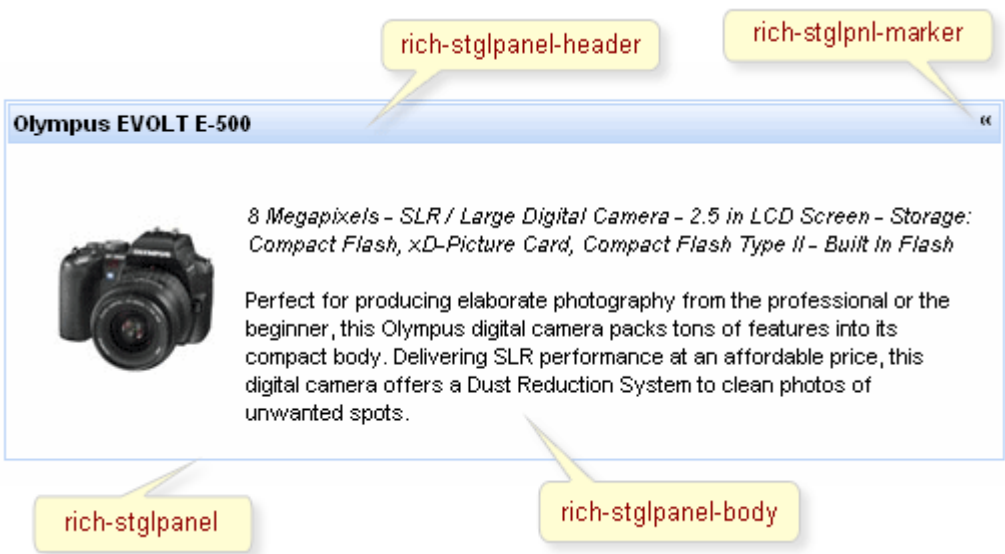 rich-stglpanel-header
rich-stglpnl-marker
Olympus EVOLT E-500 «
8 Megapixels - SLR / Large Digital Camera - 2.5 in LCD Screen - Storage:
Compact Flash, xD-Picture Card, Compact Flash Type II - Built In Flash
Perfect for producing elaborate photography from the professional or the
beginner, this Olympus digital camera packs tons of features into its
compact body. Delivering SLR performance at an affordable price, this
digital camera offers a Dust Reduction System to clean photos of
unwanted spots.
rich-stglpanel
rich-stglpanel-body